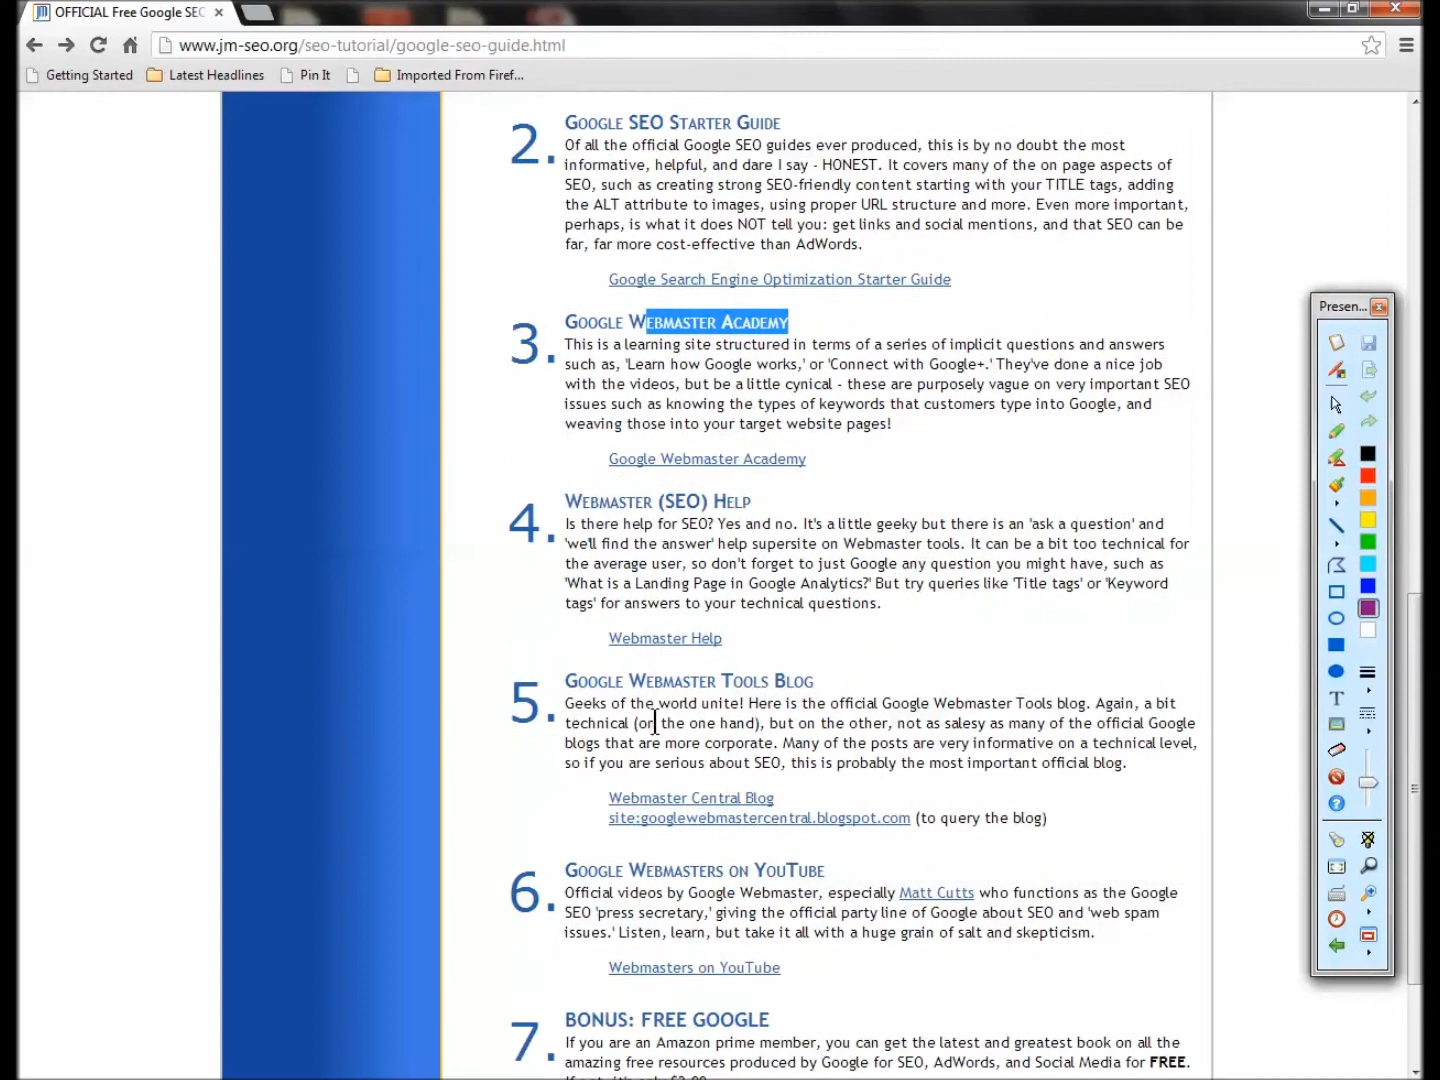 OFFICIAL Free Google SEO
www.jm-seo.org/seo-tutorial/google-seo-guide.html
Getting Started
Latest Headlines
Pin It
Imported From Firef...
2. GOOGLE SEO STARTER GUIDE
Of all the official Google SEO guides ever produced, this is by no doubt the most
informative, helpful, and dare I say - HONEST. It covers many of the on page aspects of
SEO, such as creating strong SEO-friendly content starting with your TITLE tags, adding
the ALT attribute to images, using proper URL structure and more. Even more important,
perhaps, is what it does NOT tell you: get links and social mentions, and that SEO can be
far, far more cost-effective than AdWords.
Google Search Engine Optimization Starter Guide
3. GOOGLE WEBMASTER ACADEMY
This is a learning site structured in terms of a series of implicit questions and answers
such as, 'Learn how Google works,' or 'Connect with Google+.' They've done a nice job
with the videos, but be a little cynical - these are purposely vague on very important SEO
issues such as knowing the types of keywords that customers type into Google, and
weaving those into your target website pages!
Google Webmaster Academy
4. WEBMASTER (SEO) HELP
Is there help for SEO? Yes and no. It's a little geeky but there is an 'ask a question' and
'we'll find the answer' help supersite on Webmaster tools. It can be a bit too technical for
the average user, so don't forget to just Google any question you might have, such as
'What is a Landing Page in Google Analytics?' But try queries like 'Title tags' or 'Keyword
tags' for answers to your technical questions.
Webmaster Help
5. GOOGLE WEBMASTER TOOLS BLOG
Geeks of the world unite! Here is the official Google Webmaster Tools blog. Again, a bit
technical (on the one hand), but on the other, not as salesy as many of the official Google
blogs that are more corporate. Many of the posts are very informative on a technical level,
so if you are serious about SEO, this is probably the most important official blog.
Webmaster Central Blog
site:googlewebmastercentral.blogspot.com (to query the blog)
6. GOOGLE WEBMASTERS ON YOUTUBE
Official videos by Google Webmaster, especially Matt Cutts who functions as the Google
SEO 'press secretary,' giving the official party line of Google about SEO and 'web spam
issues.' Listen, learn, but take it all with a huge grain of salt and skepticism.
Webmasters on YouTube
7. BONUS: FREE GOOGLE
If you are an Amazon prime member, you can get the latest and greatest book on all the
amazing free resources produced by Google for SEO, AdWords, and Social Media for FREE.
Presen...